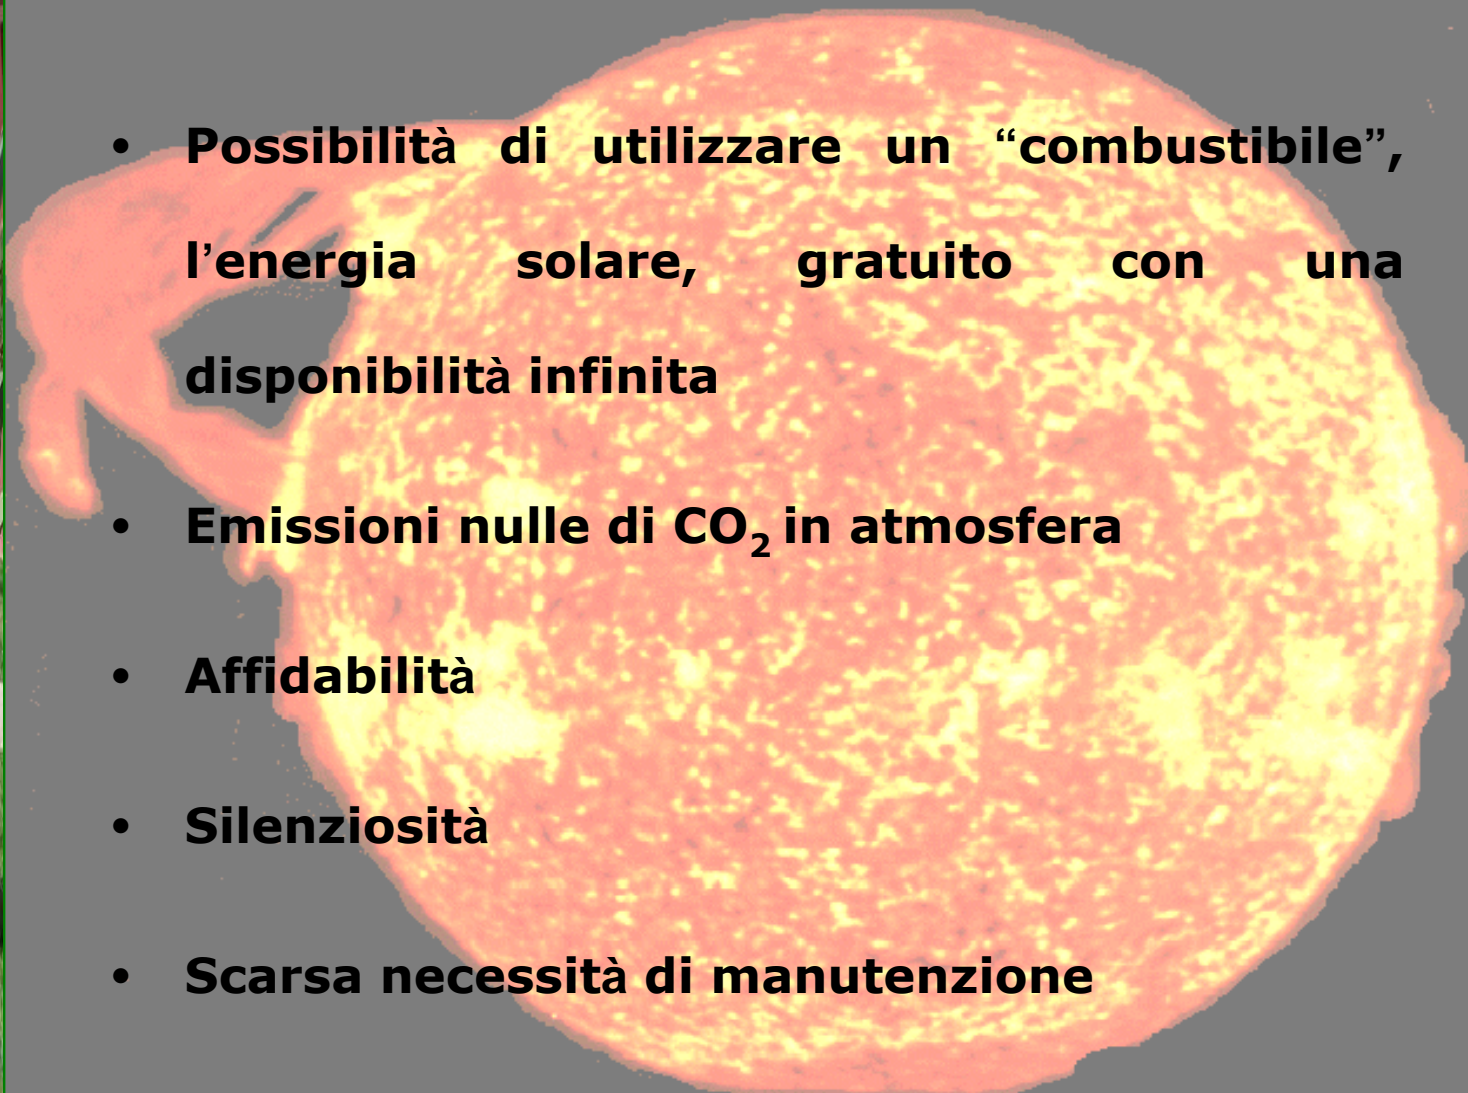 • Possibilità di utilizzare un “combustibile”,
l’energia solare, gratuito con una
disponibilità infinita
• Emissioni nulle di CO₂ in atmosfera
• Affidabilità
• Silenziosità
• Scarsa necessità di manutenzione